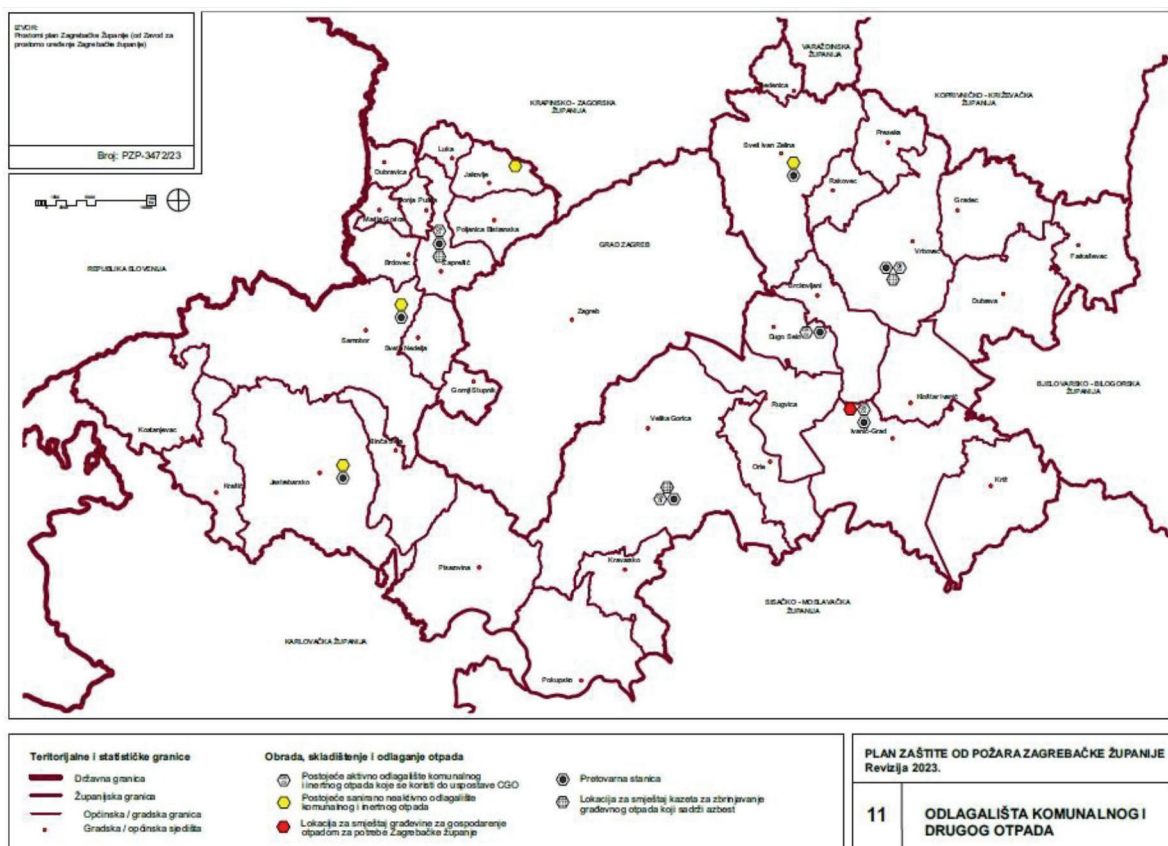 IZVOR:
Prostorni plan Zagrebačke Županije (od Zavod za
prostorno uređenje Zagrebačke županije)
Broj: PZP-3472/23
VARAŽDINSKA
ŽUPANIJA
KRAPINSKO - ZAGORSKA
ŽUPANIJA
KOPRIVNIČKO - KRIŽEVAČKA
ŽUPANIJA
Preseka
Luka
Sveti Ivan Zelina
Dubravica
Jakovlje
Rakovec
Gradec
Marija Gorica
Poljanica Bistranska
GRAD ZAGREB
Vrbovec
Farkaševac
Brdovec
Zaprešić
REPUBLIKA SLOVENIJA
Brckovljani
Dubrava
Zagreb
Dugo Selo
Samobor
Sveta Nedelja
Gornji Stupnik
BJELOVARSKO - BILOGORSKA
ŽUPANIJA
Kloštar Ivanić
Rugvica
Kostanjevac
Velika Gorica
Ivanić-Grad
Orle
Jastrebarsko
Krašić
Križ
Pisarovina
Kravarsko
SISAČKO - MOSLAVAČKA
ŽUPANIJA
KARLOVAČKA ŽUPANIJA
Pokupsko
Teritorijalne i statističke granice
Državna granica
Županijska granica
Općinska / gradska granica
Gradska / općinska sjedišta
Obrada, skladištenje i odlaganje otpada
Postojeće aktivno odlagalište komunalnog
i inertnog otpada koje se koristi do uspostave CGO
Postojeće sanirano neaktivno odlagalište
komunalnog i inertnog otpada
Lokacija za smještaj građevine za gospodarenje
otpadom za potrebe Zagrebačke županje
Pretovarna stanica
Lokacija za smještaj kazeta za zbrinjavanje
građevnog otpada koji sadrži azbest
PLAN ZAŠTITE OD POŽARA ZAGREBAČKE ŽUPANIJE
Revizija 2023.
11
ODLAGALIŠTA KOMUNALNOG I
DRUGOG OTPADA